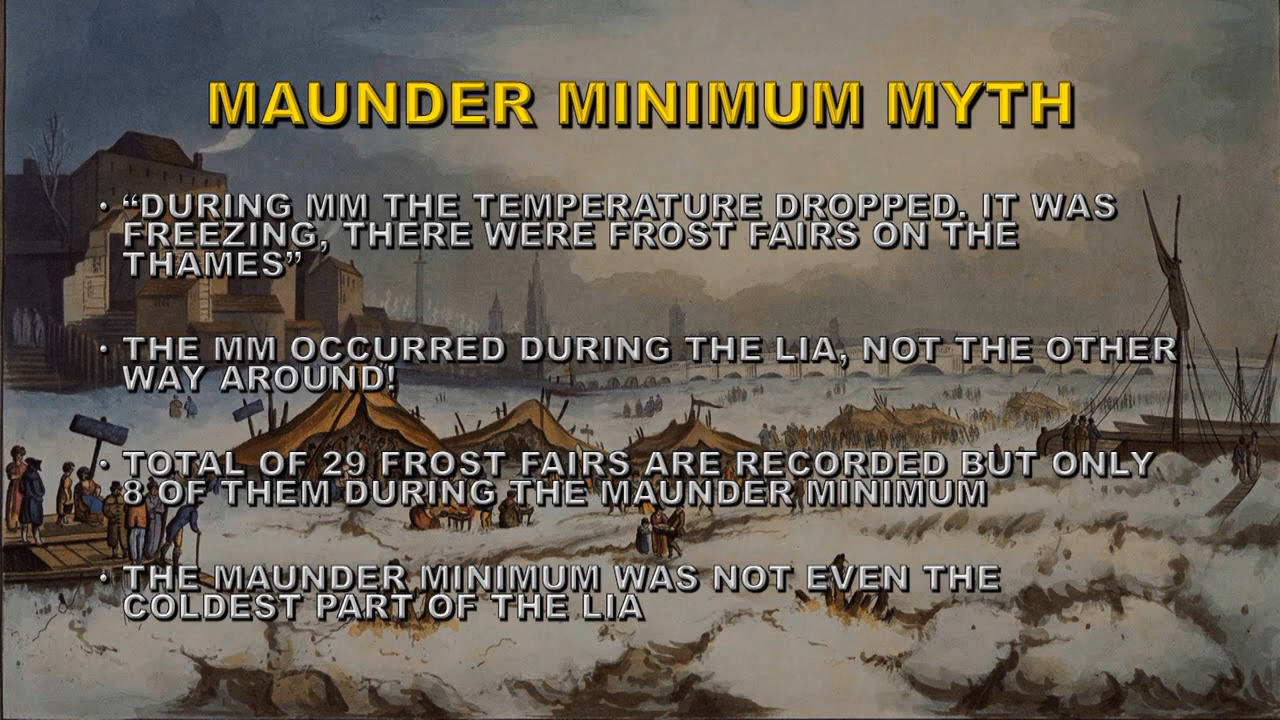 MAUNDER MINIMUM MYTH
• “DURING MM THE TEMPERATURE DROPPED. IT WAS
FREEZING, THERE WERE FROST FAIRS ON THE
THAMES”
• THE MM OCCURRED DURING THE LIA, NOT THE OTHER
WAY AROUND!
• TOTAL OF 29 FROST FAIRS ARE RECORDED BUT ONLY
8 OF THEM DURING THE MAUNDER MINIMUM
• THE MAUNDER MINIMUM WAS NOT EVEN THE
COLDEST PART OF THE LIA